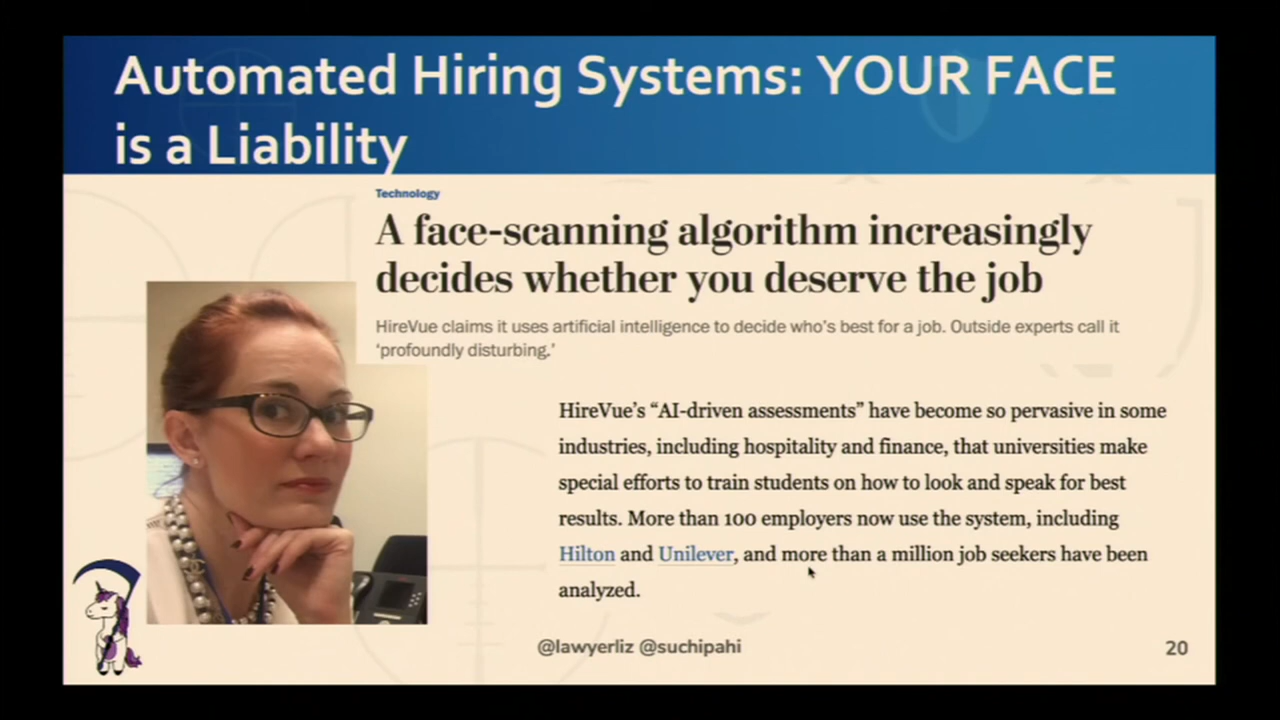 Automated Hiring Systems: YOUR FACE
is a Liability
Technology
A face-scanning algorithm increasingly
decides whether you deserve the job
HireVue claims it uses artificial intelligence to decide who's best for a job. Outside experts call it
'profoundly disturbing.'
HireVue's “AI-driven assessments” have become so pervasive in some
industries, including hospitality and finance, that universities make
special efforts to train students on how to look and speak for best
results. More than 100 employers now use the system, including
Hilton and Unilever, and more than a million job seekers have been
analyzed.
@lawyerliz @suchipahi
20